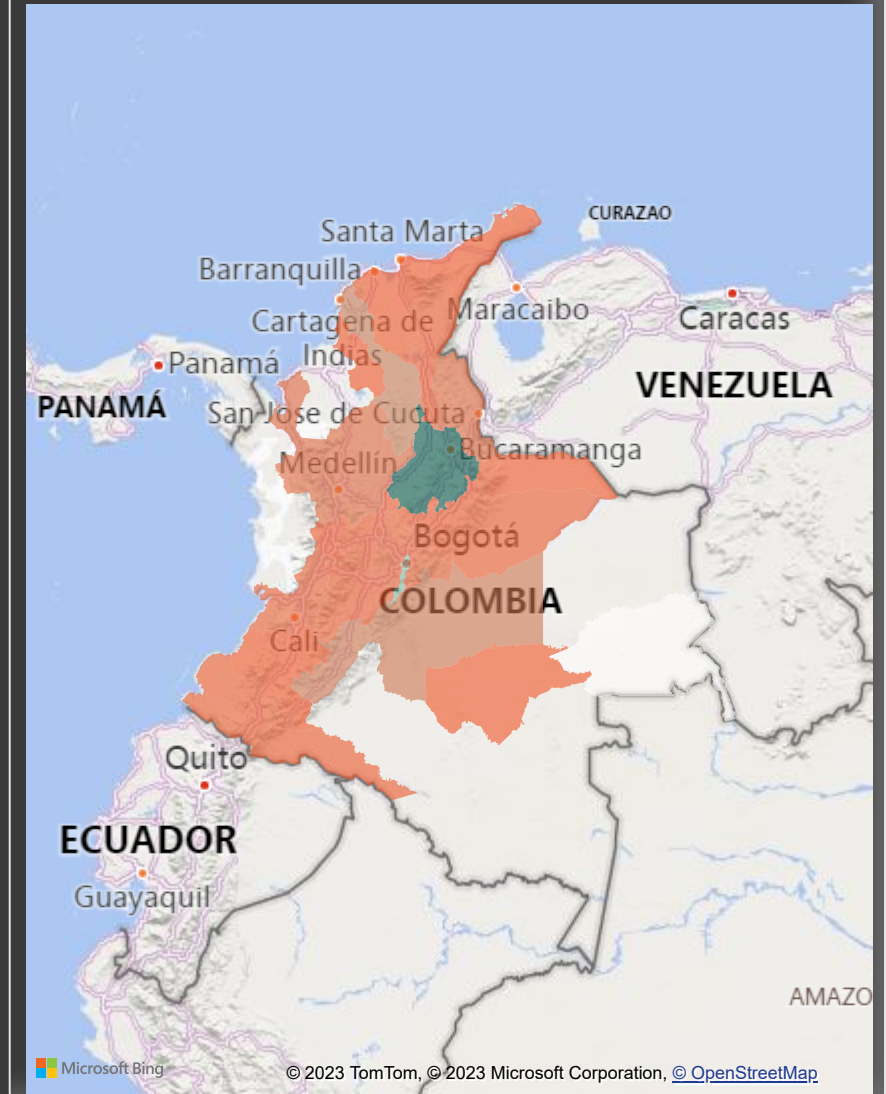 CURAZAO
Santa Marta
Barranquilla
Maracaibo
Cartagena de
Indias
Caracas
Panamá
PANAMÁ
VENEZUELA
San Jose de Cucuta
Bucaramanga
Medellín
Bogotá
COLOMBIA
Cali
Quito
ECUADOR
Guayaquil
AMAZO
Microsoft Bing
© 2023 TomTom, © 2023 Microsoft Corporation, © OpenStreetMap